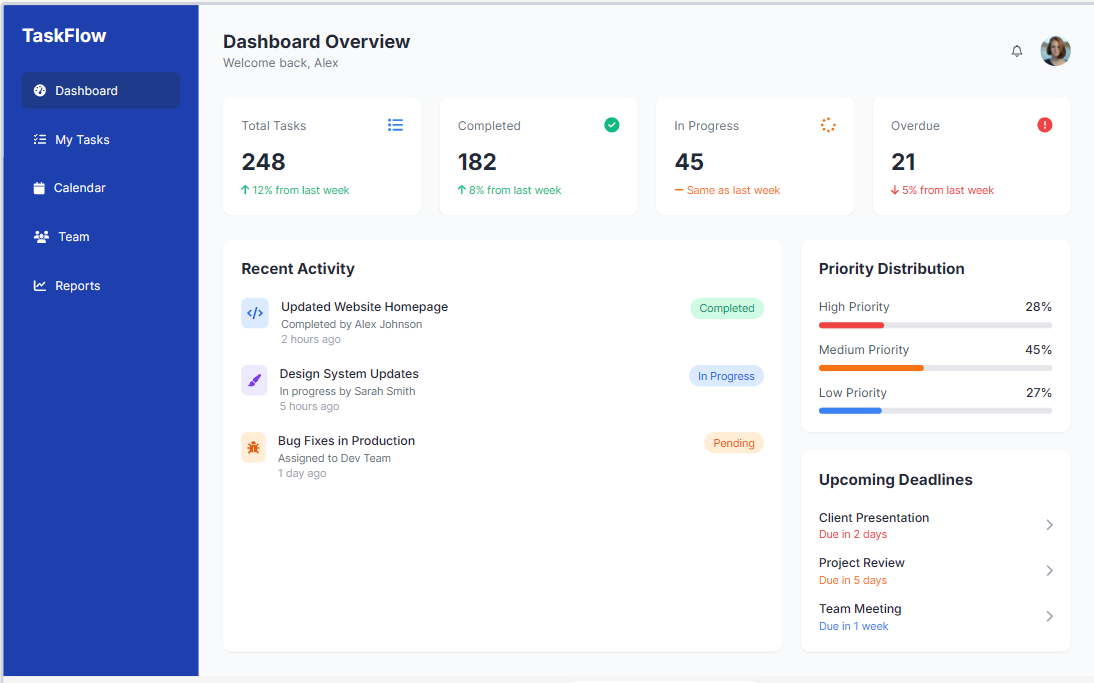 TaskFlow
Dashboard
My Tasks
Calendar
Team
Reports
Dashboard Overview
Welcome back, Alex
Total Tasks
248
12% from last week
Completed
182
8% from last week
In Progress
45
Same as last week
Overdue
21
5% from last week
Recent Activity
Updated Website Homepage
Completed by Alex Johnson
2 hours ago
Completed
Design System Updates
In progress by Sarah Smith
5 hours ago
In Progress
Bug Fixes in Production
Assigned to Dev Team
1 day ago
Pending
Priority Distribution
High Priority 28%
Medium Priority 45%
Low Priority 27%
Upcoming Deadlines
Client Presentation
Due in 2 days
Project Review
Due in 5 days
Team Meeting
Due in 1 week